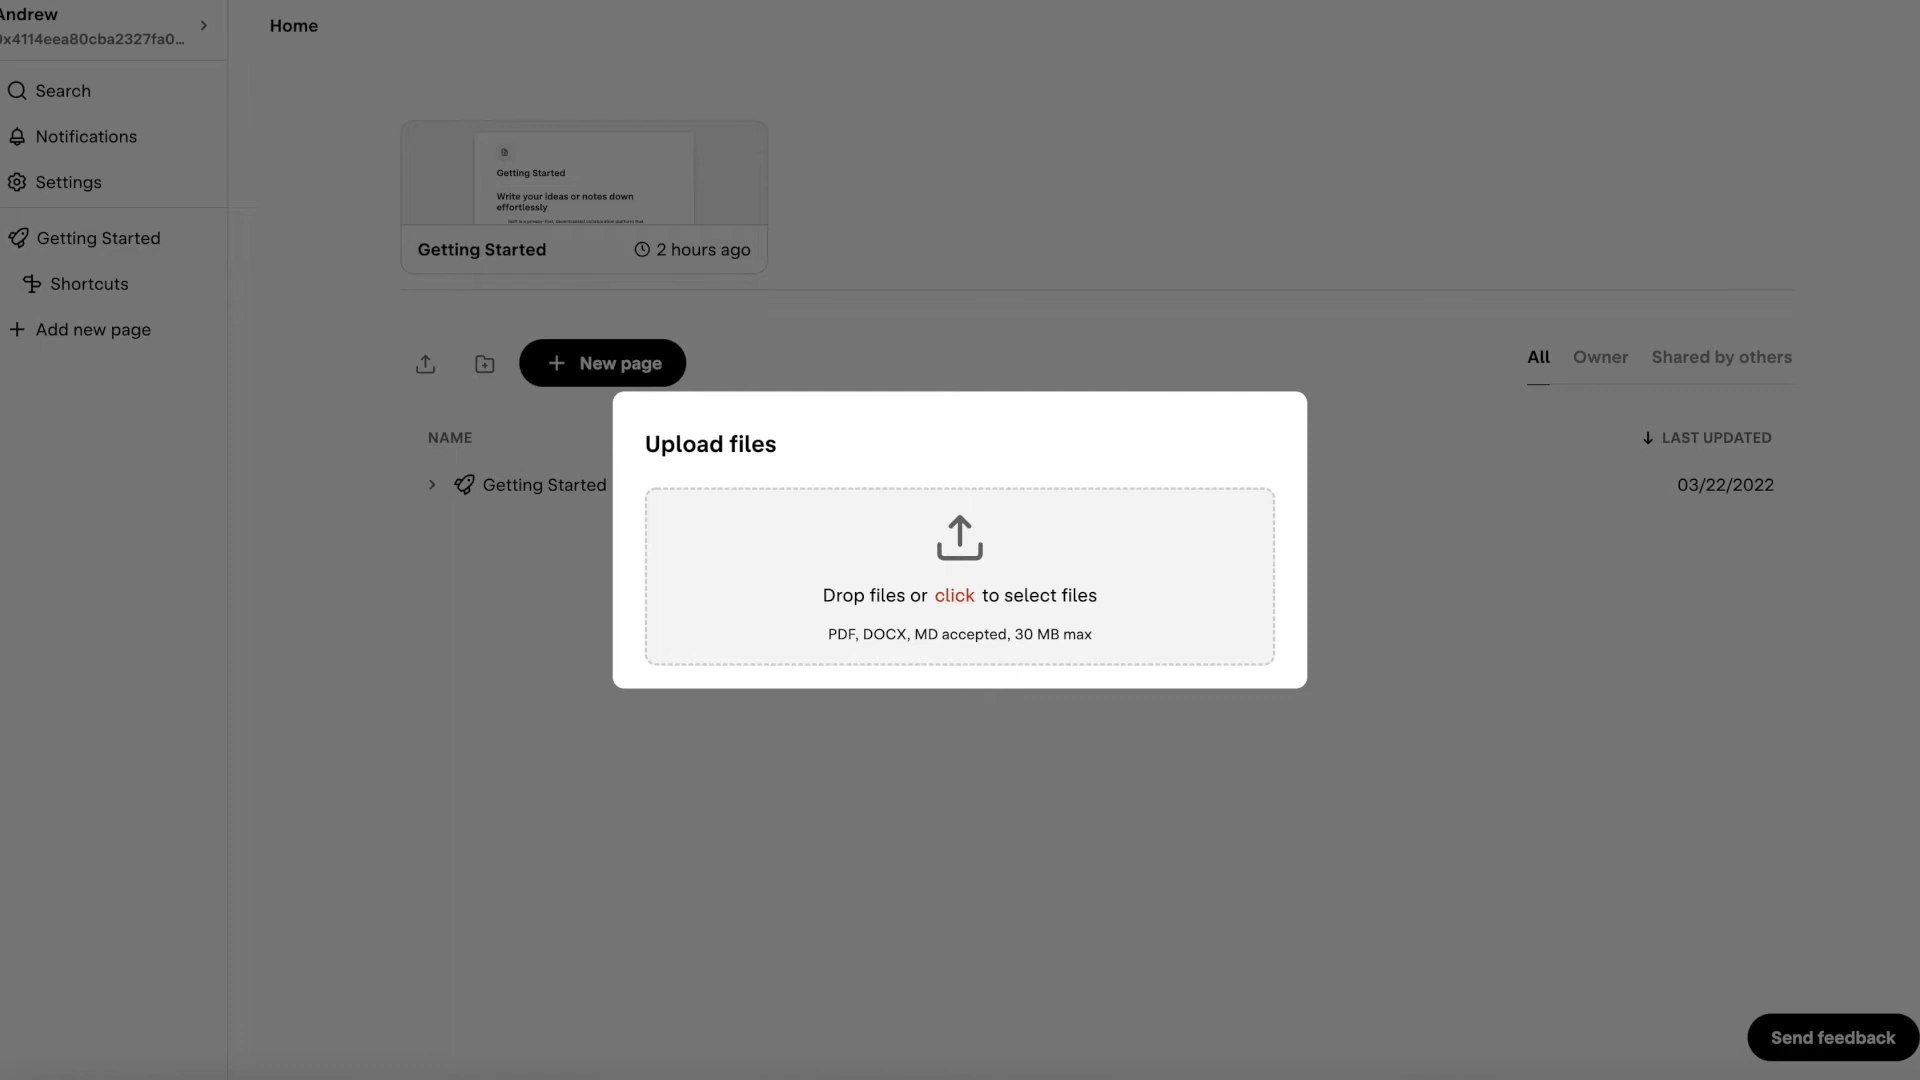 Andrew
0x4114eea80cba2327fa0...
Home
Search
Notifications
Settings
Getting Started
Shortcuts
Add new page
Getting Started
Write your ideas or notes down
effortlessly
Getting Started
2 hours ago
New page
All
Owner
Shared by others
NAME
LAST UPDATED
Getting Started
03/22/2022
Upload files
Drop files or click to select files
PDF, DOCX, MD accepted, 30 MB max
Send feedback